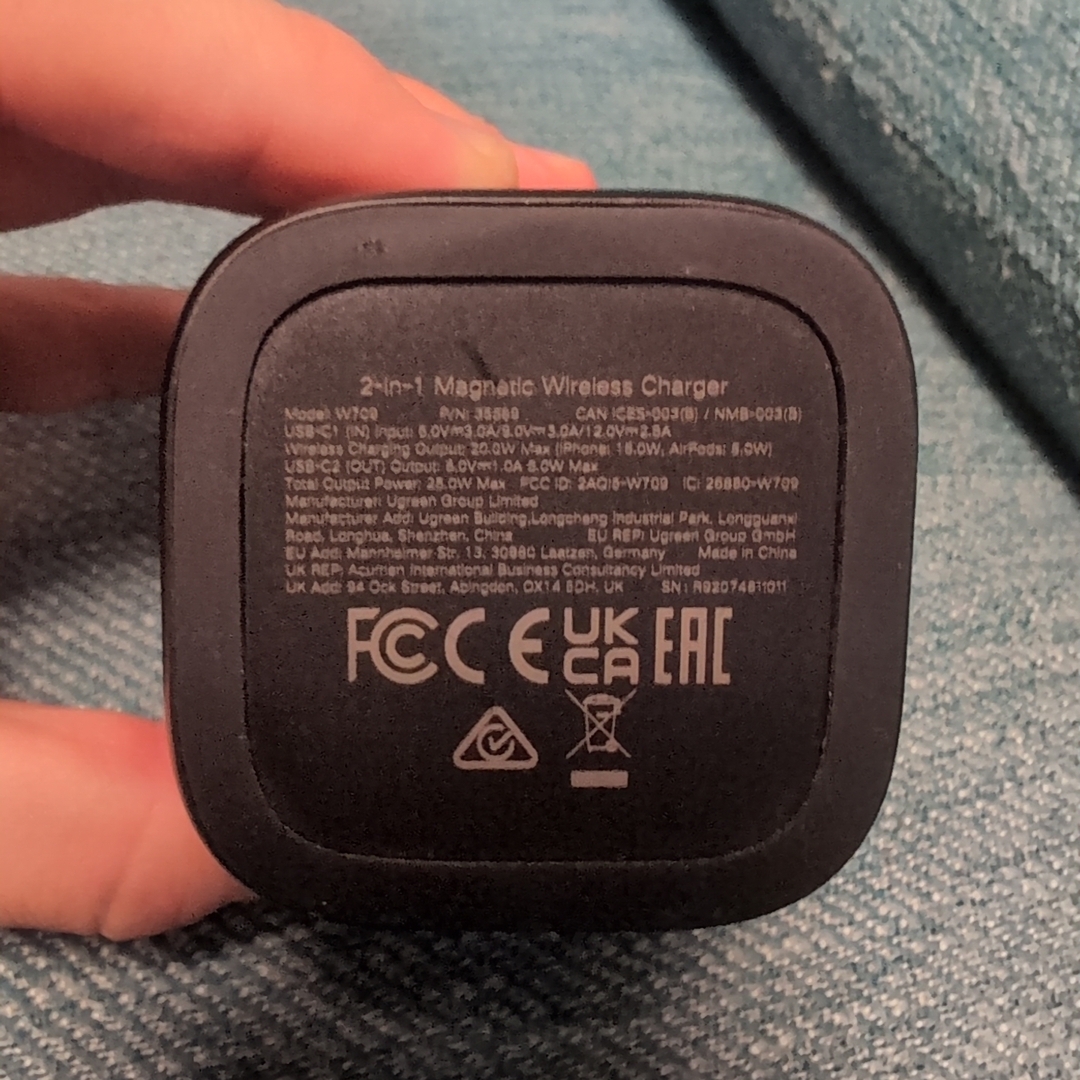 2-in-1 Magnetic Wireless Charger
Model: W709 P/N: CAN ICES-003(B) / NMB-003(B)
USB-C1 (IN) Input: 5.0V⎓3.0A/9.0V⎓3.0A/12.0V⎓2.5A
Wireless Charging Output: 20.0W Max (iPhone: 15.0W, AirPods: 5.0W)
USB-C2 (OUT) Output: 5.0V⎓1.0A 5.0W Max
Total Output Power: 25.0W Max FCC ID: 2AQI5-W709 IC: 26880-W709
Manufacturer: Ugreen Group Limited
Manufacturer Add: Ugreen Building,Longcheng Industrial Park, Longguanxi
Road, Longhua, Shenzhen, China EU REP: Ugreen Group GmbH
EU Add: Mannheimer Str. 13, 30880 Laatzen, Germany Made in China
UK REP: Acumen International Business Consultancy Limited
UK Add: 94 Ock Street, Abingdon, OX14 5DH, UK SN:
FCC CE UK CA EAC